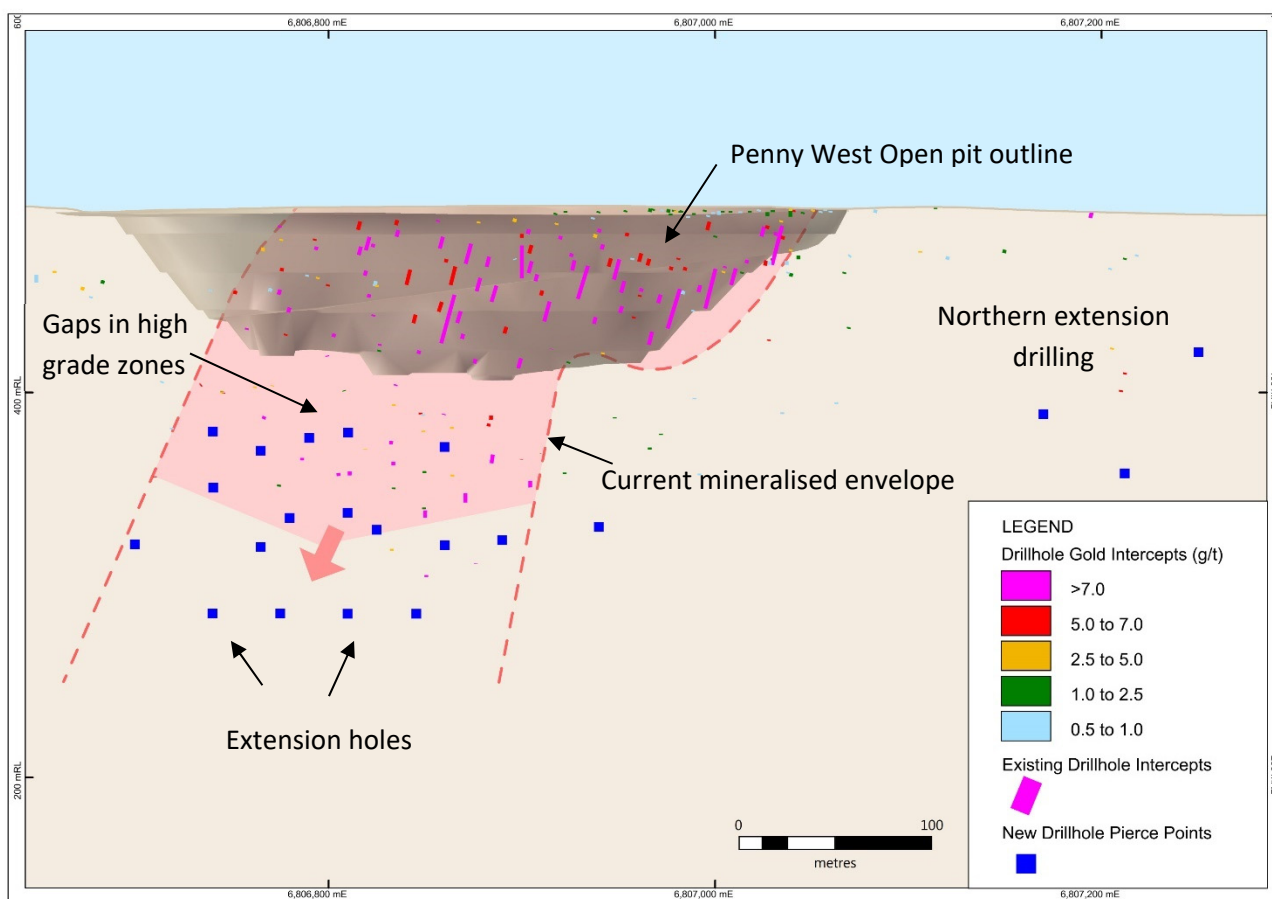 6,806,800 mE
6,807,000 mE
6,807,200 mE
600
Penny West Open pit outline
Gaps in high
grade zones
Northern extension
drilling
400 mRL
Current mineralised envelope
Extension holes
200 mRL
0
100
metres
LEGEND
Drillhole Gold Intercepts (g/t)
>7.0
5.0 to 7.0
2.5 to 5.0
1.0 to 2.5
0.5 to 1.0
Existing Drillhole Intercepts
New Drillhole Pierce Points
6,806,800 mE
6,807,000 mE
6,807,200 mE